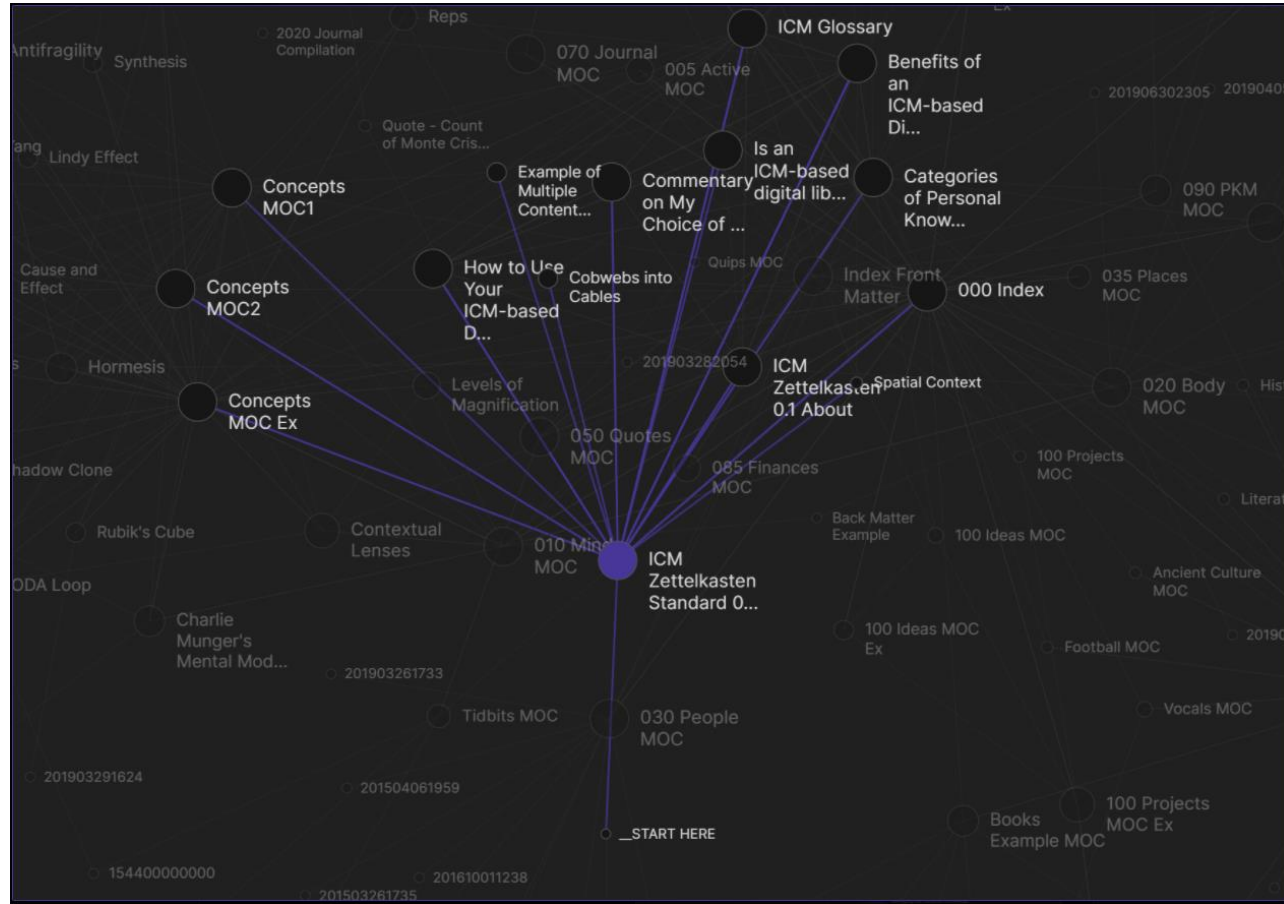 Reps
Ex
ICM Glossary
2020 Journal
Compilation
Antifragility
Synthesis
070 Journal
MOC
005 Active
MOC
Benefits of
an
ICM-based
Di...
201906302305
Quote - Count
of Monte Cris...
Lindy Effect
Is an
ICM-based
digital lib...
Example of
Multiple
Content...
Commentary
on My
Choice of ...
Categories
of Personal
Know...
Concepts
MOC1
090 PKM
MOC
How to Use
Your
ICM-based
D...
Cobwebs into
Cables
Quips MOC
Index Front
Matter
000 Index
035 Places
MOC
Cause and
Effect
Concepts
MOC2
Hormesis
201903282054
ICM
Zettelkasten
0.1 About
Spatial Context
Levels of
Magnification
020 Body
MOC
Concepts
MOC Ex
050 Quotes
MOC
085 Finances
MOC
100 Projects
MOC
Rubik's Cube
Contextual
Lenses
Back Matter
Example
100 Ideas MOC
010 Mind
MOC
ICM
Zettelkasten
Standard 0...
Ancient Culture
MOC
Charlie
Munger's
Mental Mod...
100 Ideas MOC
Ex
Football MOC
201903261733
Tidbits MOC
030 People
MOC
Vocals MOC
201903291624
201504061959
Books
Example MOC
100 Projects
MOC Ex
__START HERE
154400000000
201610011238
201503261735